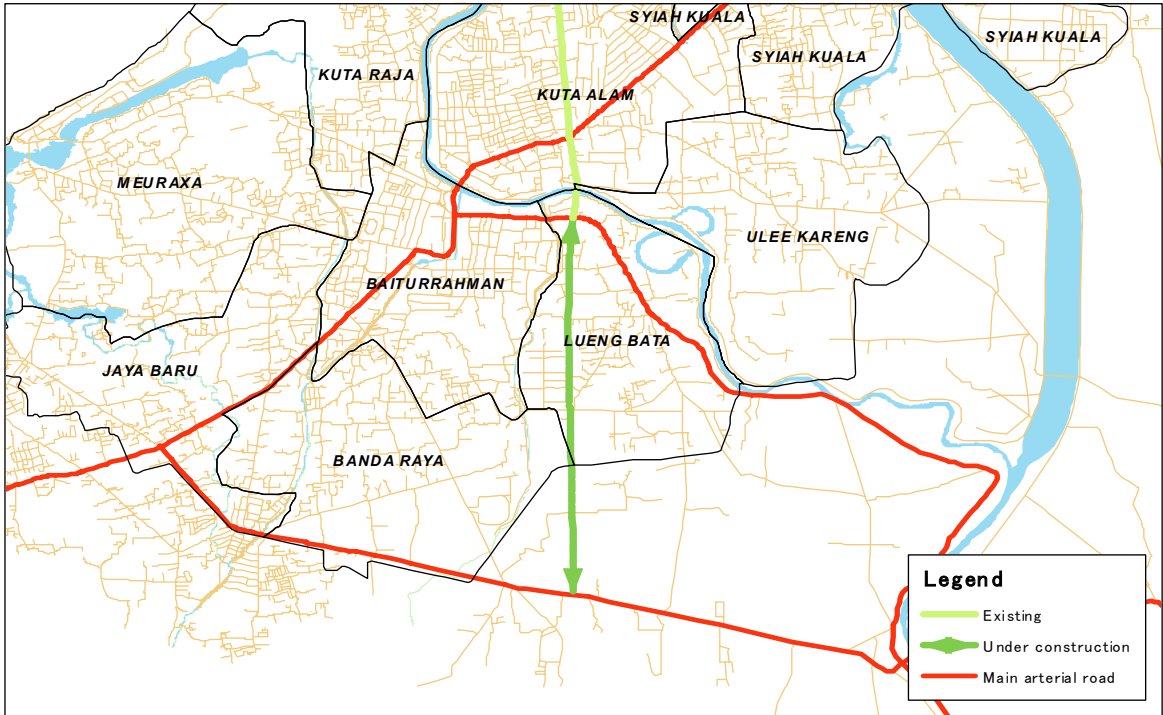 SYIAH KUALA
SYIAH KUALA
SYIAH KUALA
KUTA RAJA
KUTA ALAM
MEURAXA
ULEE KARENG
BAITURRAHMAN
LUENG BATA
JAYA BARU
BANDA RAYA
Legend
Existing
Under construction
Main arterial road